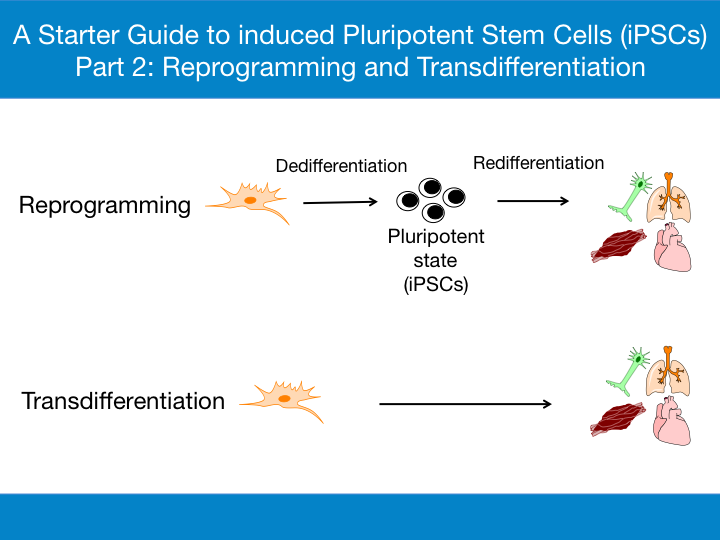 A Starter Guide to induced Pluripotent Stem Cells (iPSCs)
Part 2: Reprogramming and Transdifferentiation
Dedifferentiation
Redifferentiation
Reprogramming
Pluripotent
state
(iPSCs)
Transdifferentiation